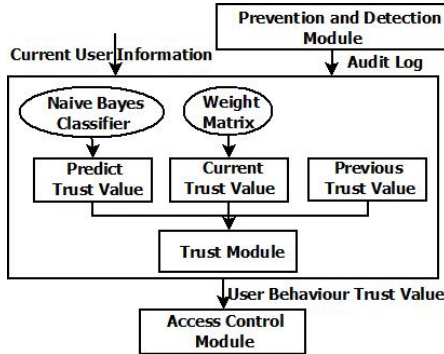 Prevention and Detection
Module
Current User Information
Audit Log
Naive Bayes
Classifier
Weight
Matrix
Predict
Trust Value
Current
Trust Value
Previous
Trust Value
Trust Module
User Behaviour Trust Value
Access Control
Module